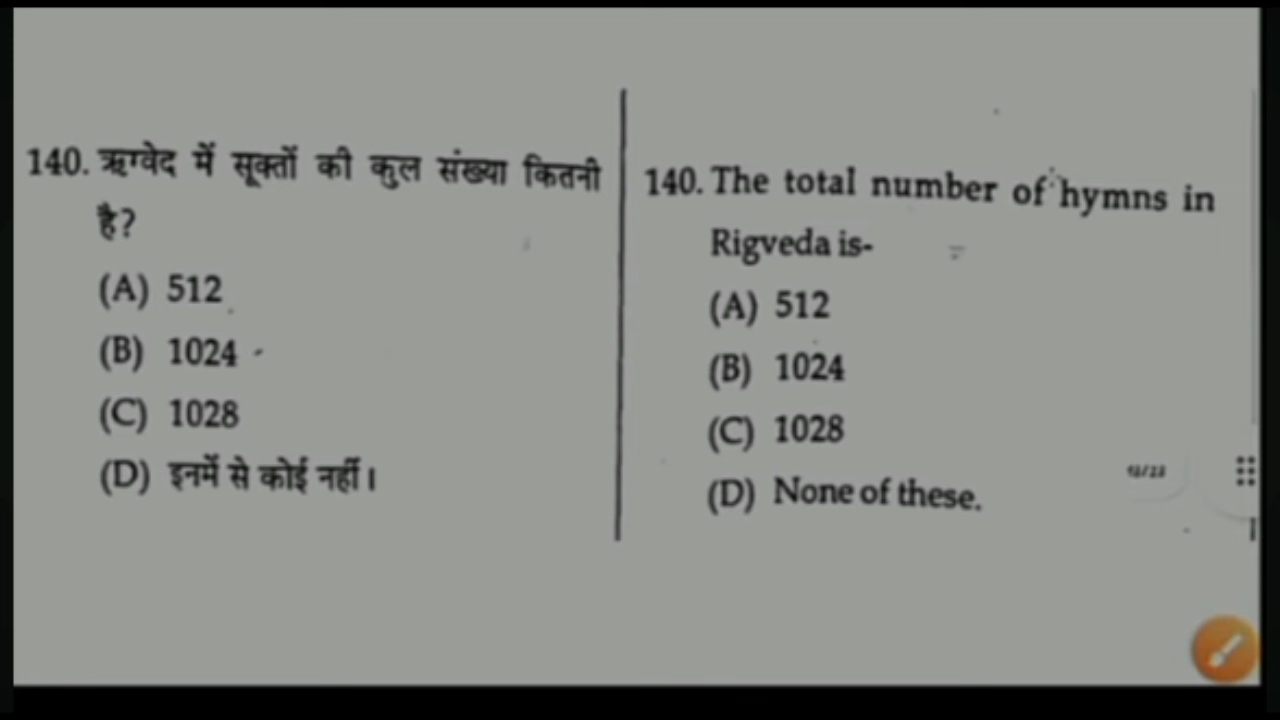 140. ऋग्वेद में सूक्तों की कुल संख्या कितनी
है?
(A) 512
(B) 1024
(C) 1028
(D) इनमें से कोई नहीं।
140. The total number of hymns in
Rigveda is-
(A) 512
(B) 1024
(C) 1028
(D) None of these.